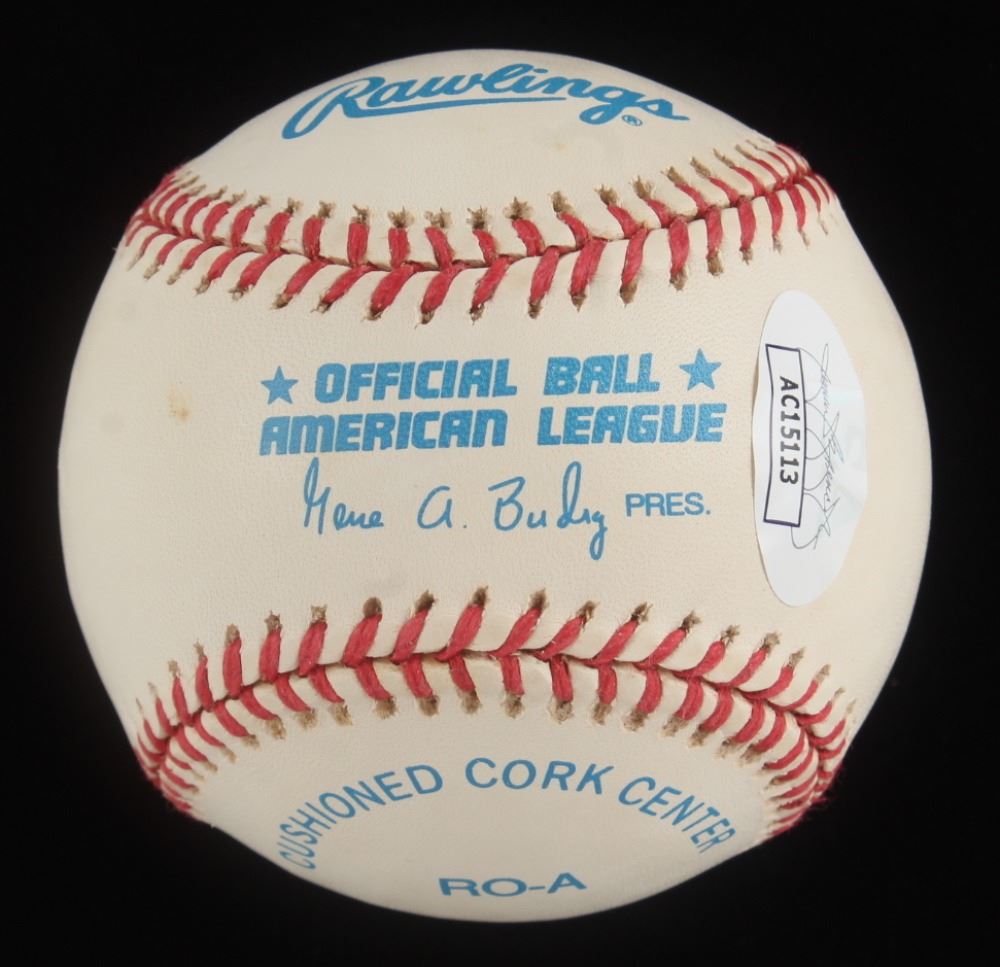 Rawlings®
OFFICIAL BALL
AMERICAN LEAGUE
Gene A. Budig PRES.
AC15113
CUSHIONED CORK CENTER
RO-A